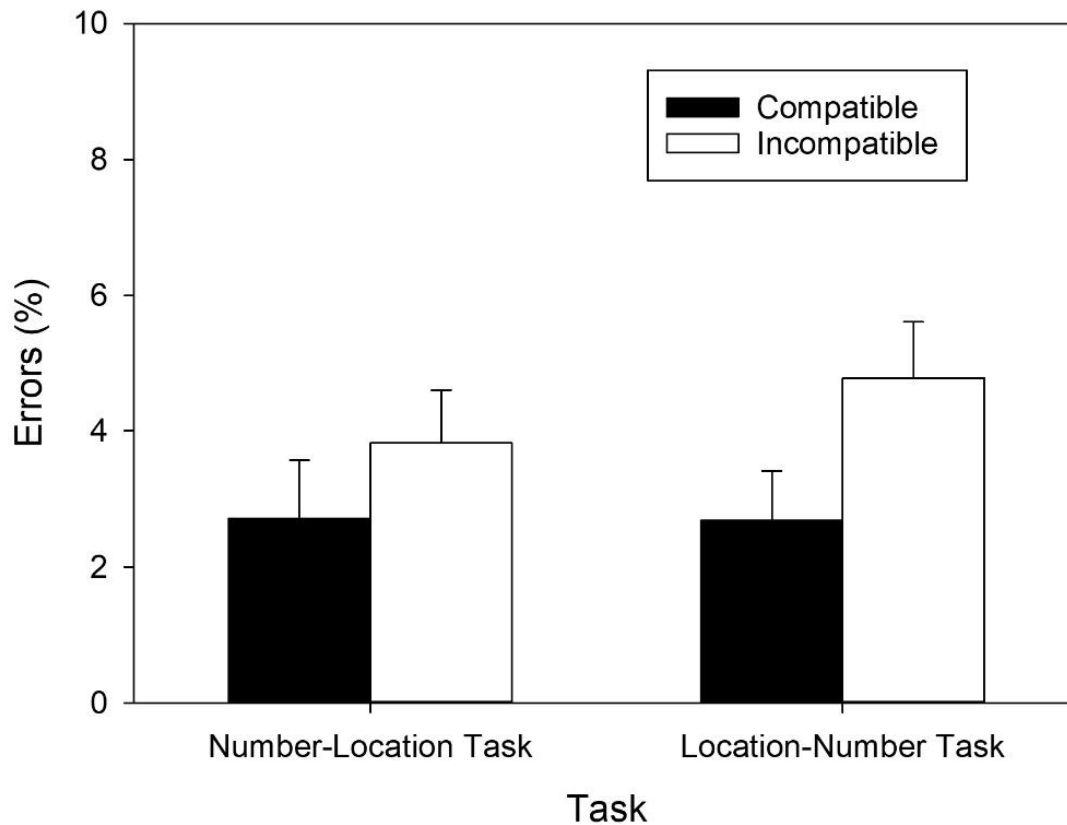 10
8
6
4
2
0
Errors (%)
Compatible
Incompatible
Number-Location Task
Location-Number Task
Task